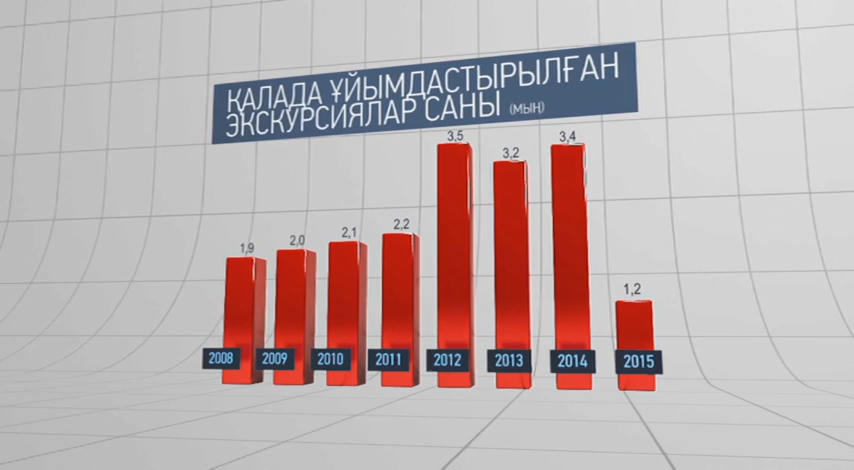 ҚАЛАДА ҰЙЫМДАСТЫРЫЛҒАН
ЭКСКУРСИЯЛАР САНЫ (МЫҢ)
1,9 2,0 2,1 2,2 3,5 3,2 3,4 1,2
2008 2009 2010 2011 2012 2013 2014 2015